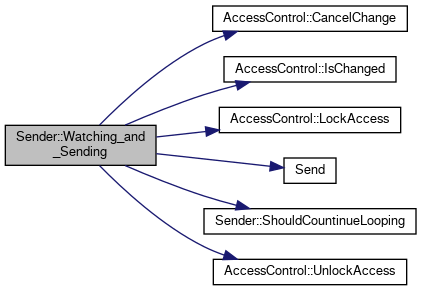 AccessControl::CancelChange
AccessControl::IsChanged
AccessControl::LockAccess
Sender::Watching_and
_Sending
Send
Sender::ShouldCountinueLooping
AccessControl::UnlockAccess